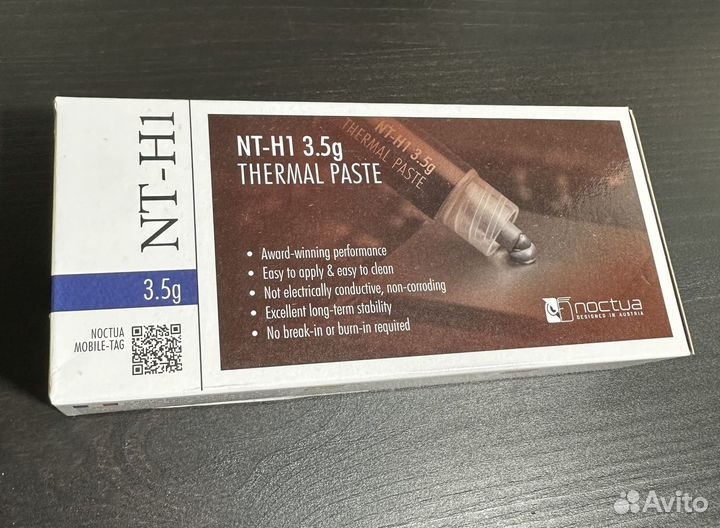 NT-H1
3.5g
NOCTUA
MOBILE-TAG
NT-H1 3.5g
THERMAL PASTE
NT-H1 3.5g
THERMAL PASTE
• Award-winning performance
• Easy to apply & easy to clean
• Not electrically conductive, non-corroding
• Excellent long-term stability
• No break-in or burn-in required
noctua
DESIGNED IN AUSTRIA
Avito